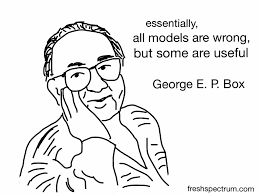 essentially,
all models are wrong,
but some are useful
George E. P. Box
freshspectrum.com